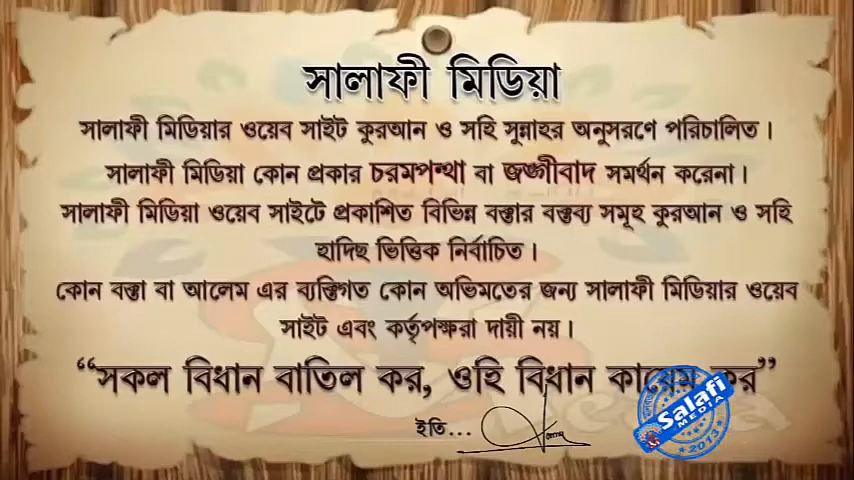 সালাফী মিডিয়া
সালাফী মিডিয়ার ওয়েব সাইট কুরআন ও সহি সুন্নাহর অনুসরণে পরিচালিত।
সালাফী মিডিয়া কোন প্রকার চরমপন্থা বা জঙ্গীবাদ সমর্থন করেনা।
সালাফী মিডিয়া ওয়েব সাইটে প্রকাশিত বিভিন্ন বক্তার বক্তব্য সমূহ কুরআন ও সহি
হাদিছ ভিত্তিক নির্বাচিত।
কোন বক্তা বা আলেম এর ব্যক্তিগত কোন অভিমতের জন্য সালাফী মিডিয়ার ওয়েব
সাইট এবং কর্তৃপক্ষরা দায়ী নয়।
“সকল বিধান বাতিল কর, ওহি বিধান কায়েম কর”
ইতি...
Salafi
MEDIA
2013